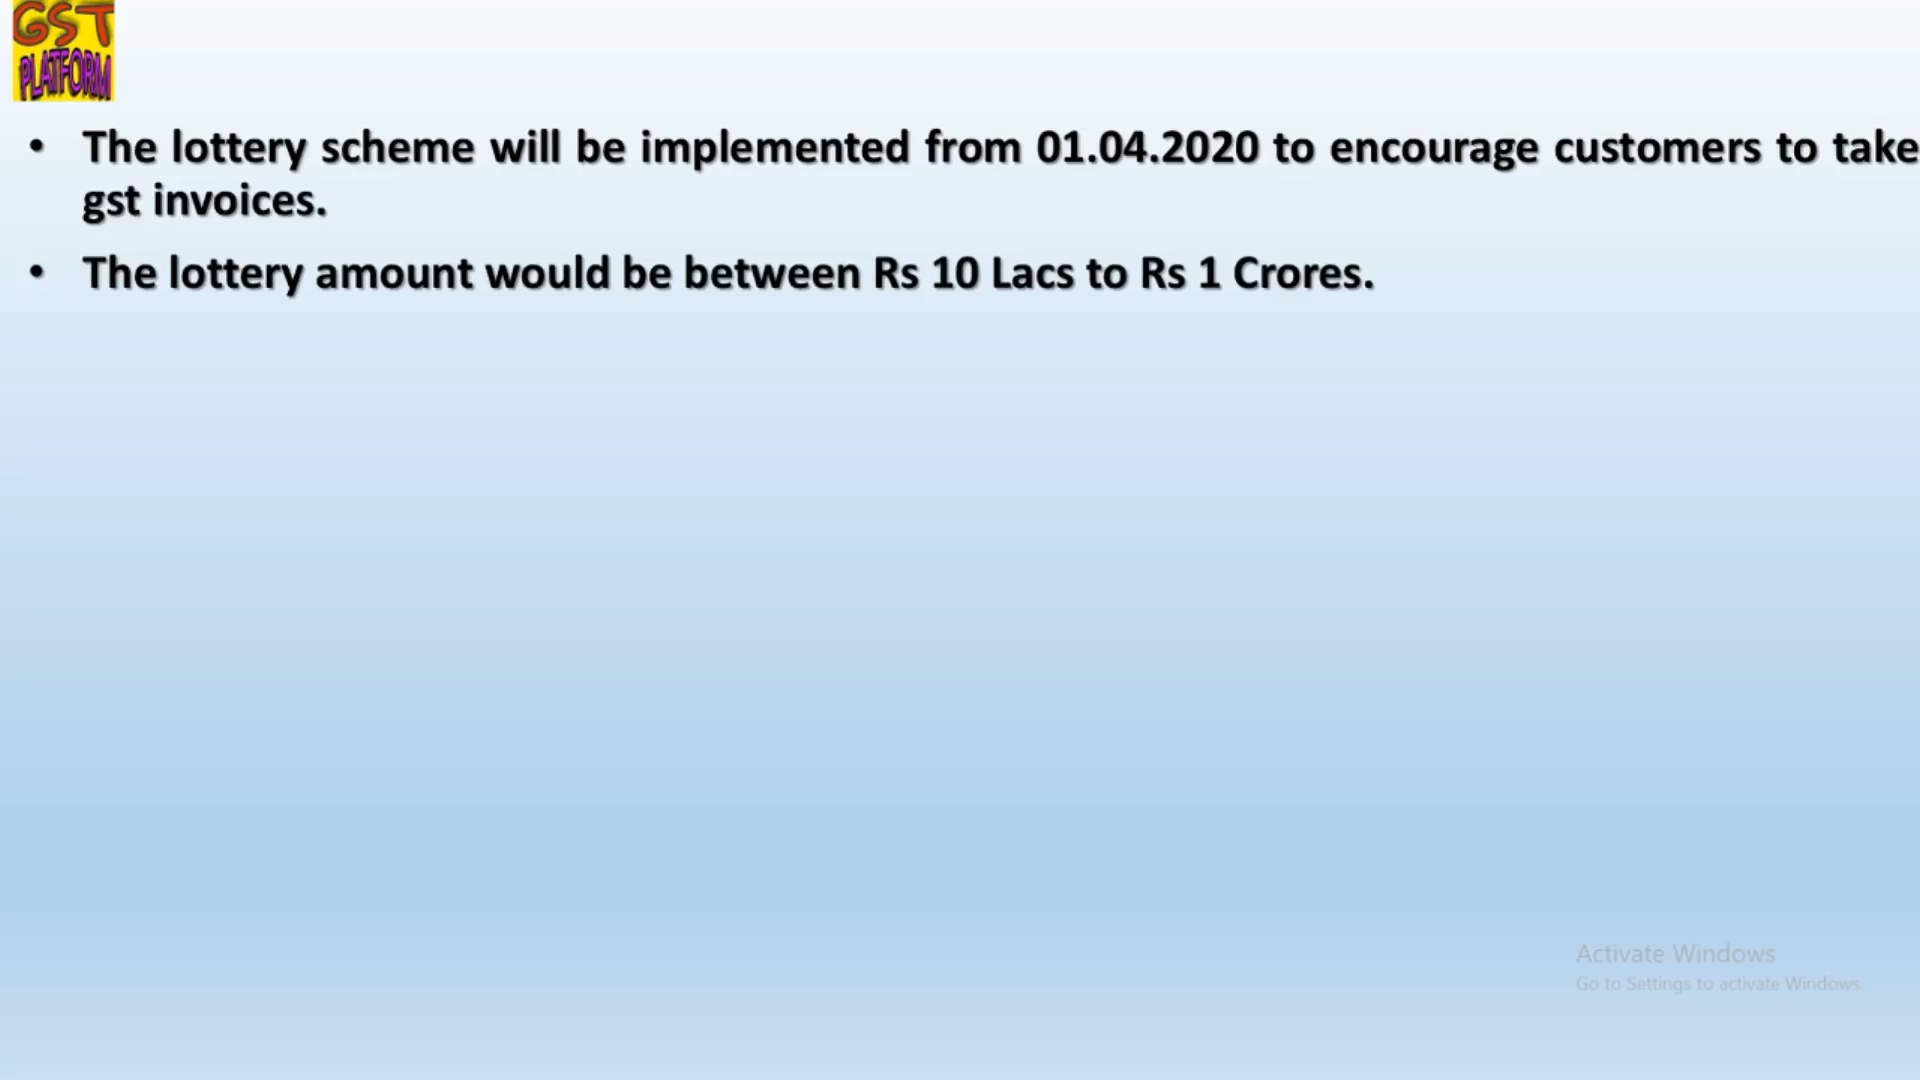 GST
PLATFORM
• The lottery scheme will be implemented from 01.04.2020 to encourage customers to take
gst invoices.
• The lottery amount would be between Rs 10 Lacs to Rs 1 Crores.
Activate Windows
Go to Settings to activate Windows.